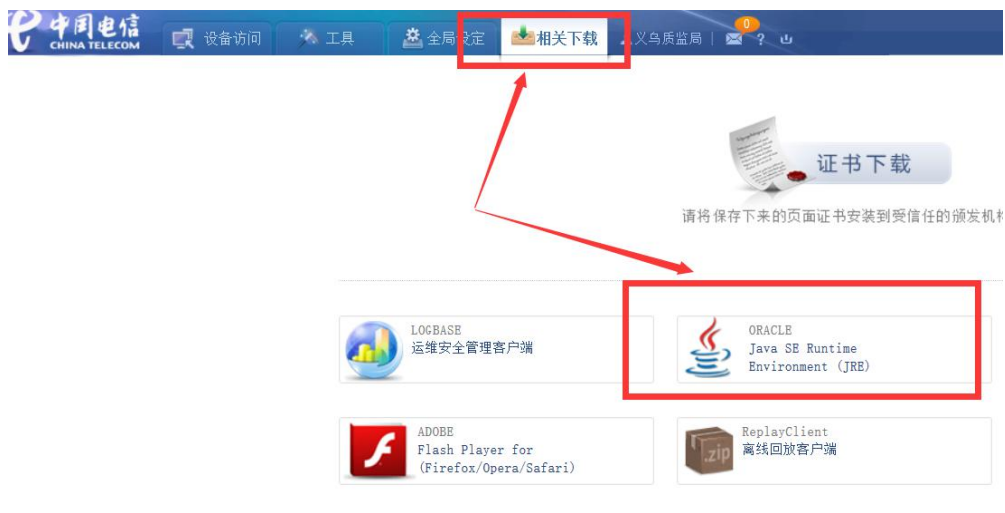 中国电信
CHINA TELECOM
设备访问
工具
全局设定
相关下载
义乌质监局
0
?
证书下载
请将保存下来的页面证书安装到受信任的颁发机构
LOGBASE
运维安全管理客户端
ORACLE
Java SE Runtime
Environment (JRE)
ADOBE
Flash Player for
(Firefox/Opera/Safari)
.zip
ReplayClient
离线回放客户端